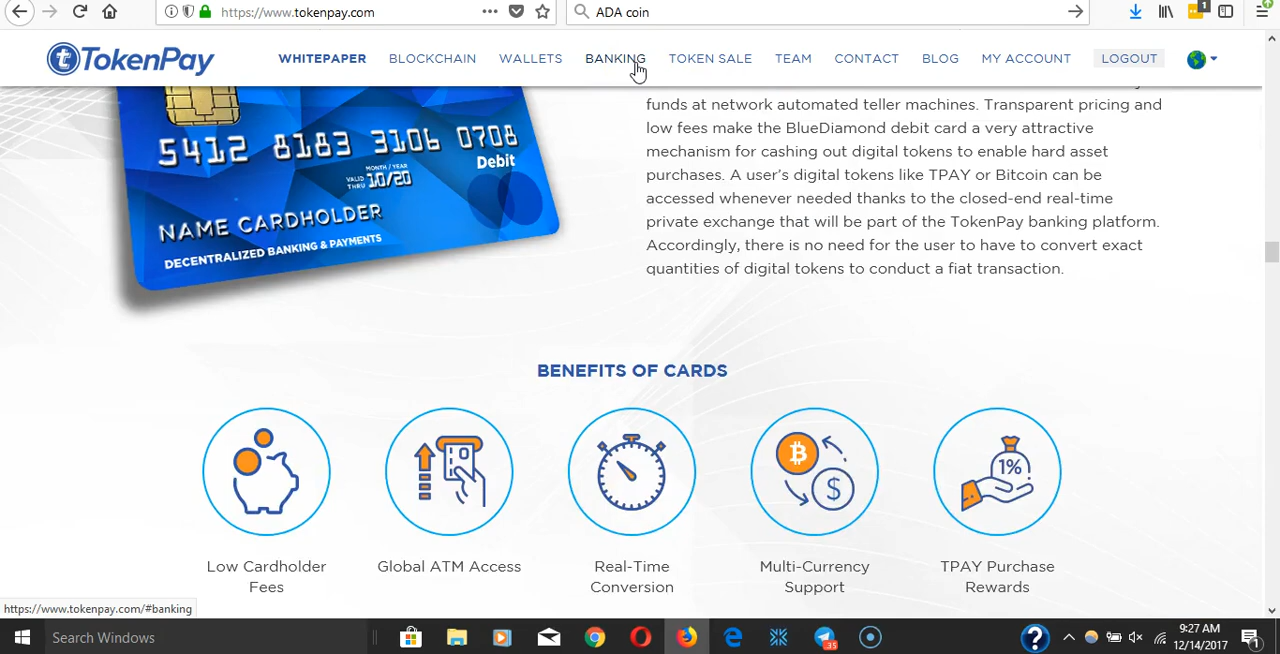 https://www.tokenpay.com
ADA coin
1
TokenPay
WHITEPAPER
BLOCKCHAIN
WALLETS
BANKING
TOKEN SALE
TEAM
CONTACT
BLOG
MY ACCOUNT
LOGOUT
5412 8183 3106 0708
MONTH / YEAR
VALID THRU 10/20
Debit
NAME CARDHOLDER
DECENTRALIZED BANKING & PAYMENTS
funds at network automated teller machines. Transparent pricing and
low fees make the BlueDiamond debit card a very attractive
mechanism for cashing out digital tokens to enable hard asset
purchases. A user's digital tokens like TPAY or Bitcoin can be
accessed whenever needed thanks to the closed-end real-time
private exchange that will be part of the TokenPay banking platform.
Accordingly, there is no need for the user to have to convert exact
quantities of digital tokens to conduct a fiat transaction.
BENEFITS OF CARDS
1%
Low Cardholder
Fees
Global ATM Access
Real-Time
Conversion
Multi-Currency
Support
TPAY Purchase
Rewards
https://www.tokenpay.com/#banking
Search Windows
35
9:27 AM
12/14/2017
1